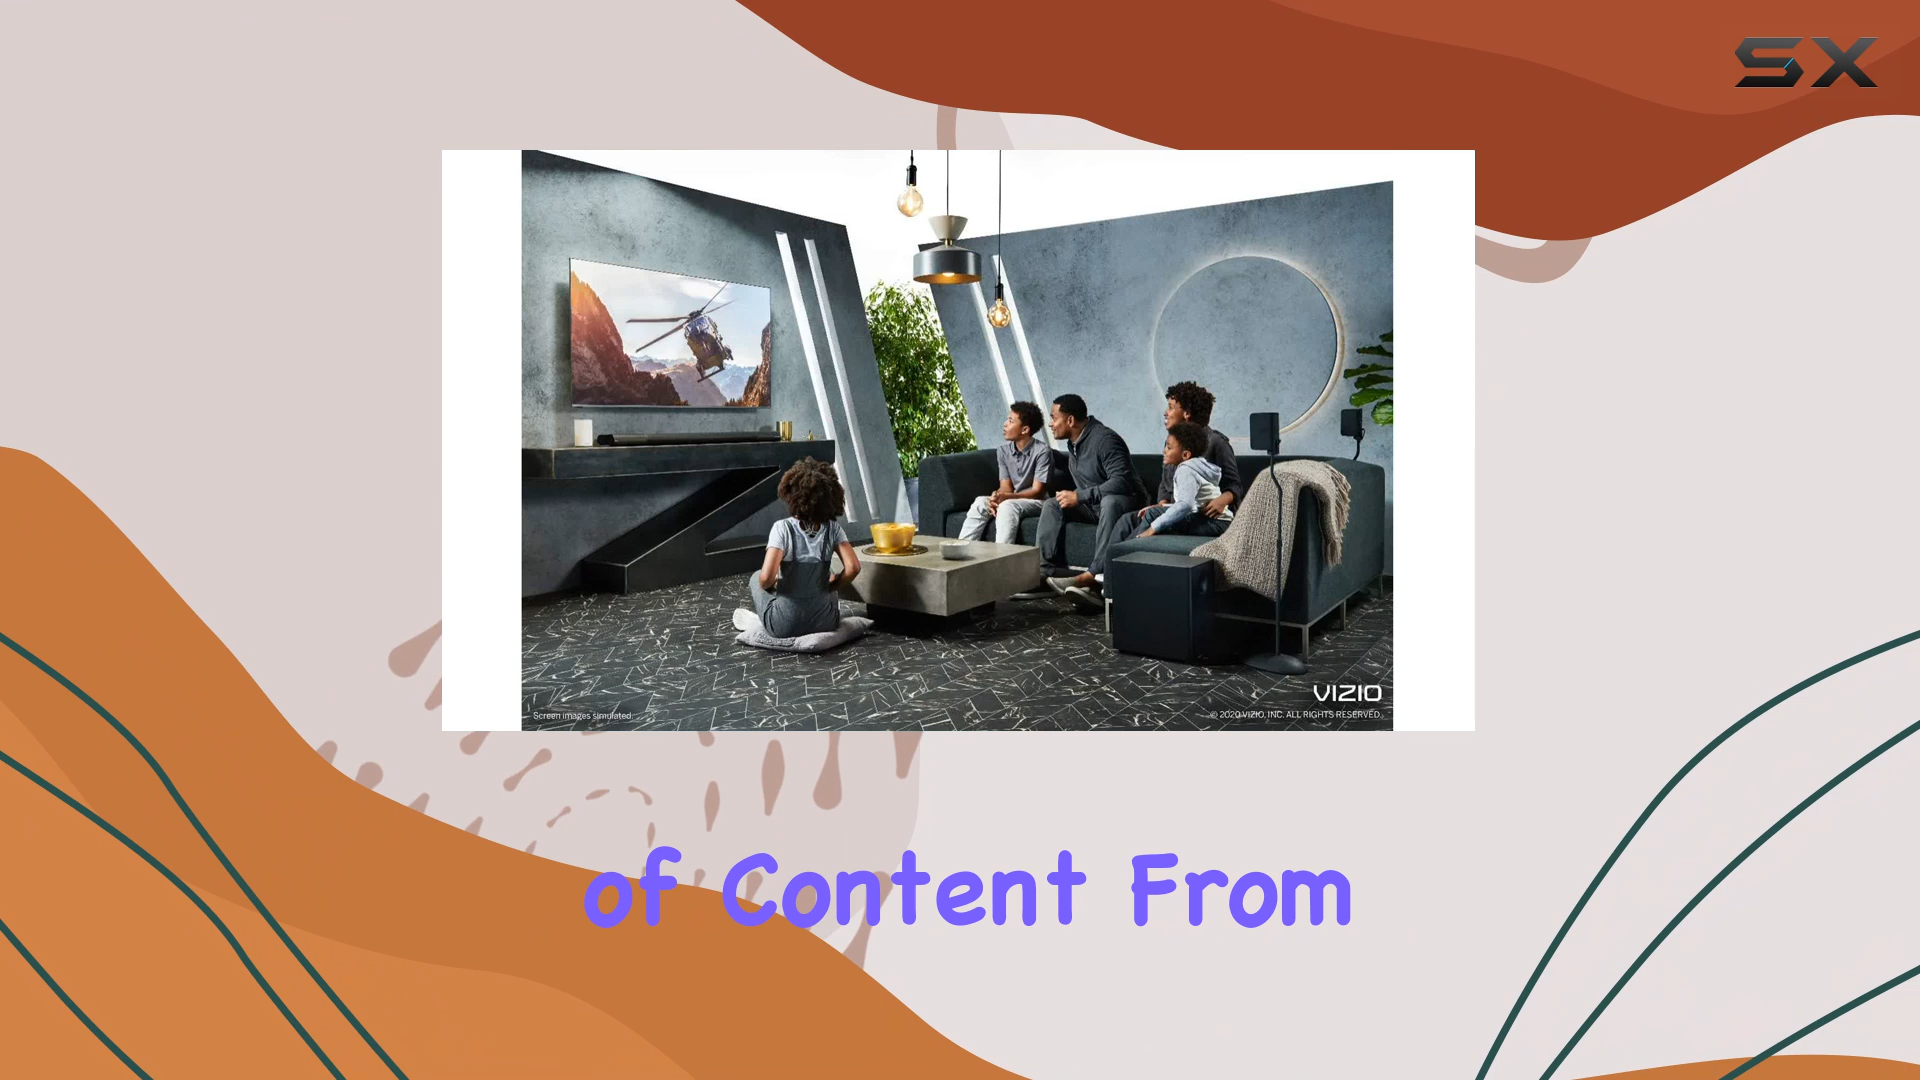 SX
VIZIO
Screen images simulated.
© 2020 VIZIO, INC. ALL RIGHTS RESERVED.
of Content From